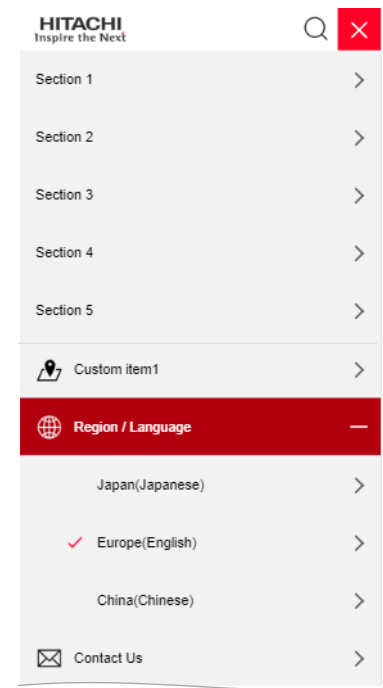 HITACHI
Inspire the Next
Section 1
Section 2
Section 3
Section 4
Section 5
Custom item1
Region / Language
Japan(Japanese)
Europe(English)
China(Chinese)
Contact Us